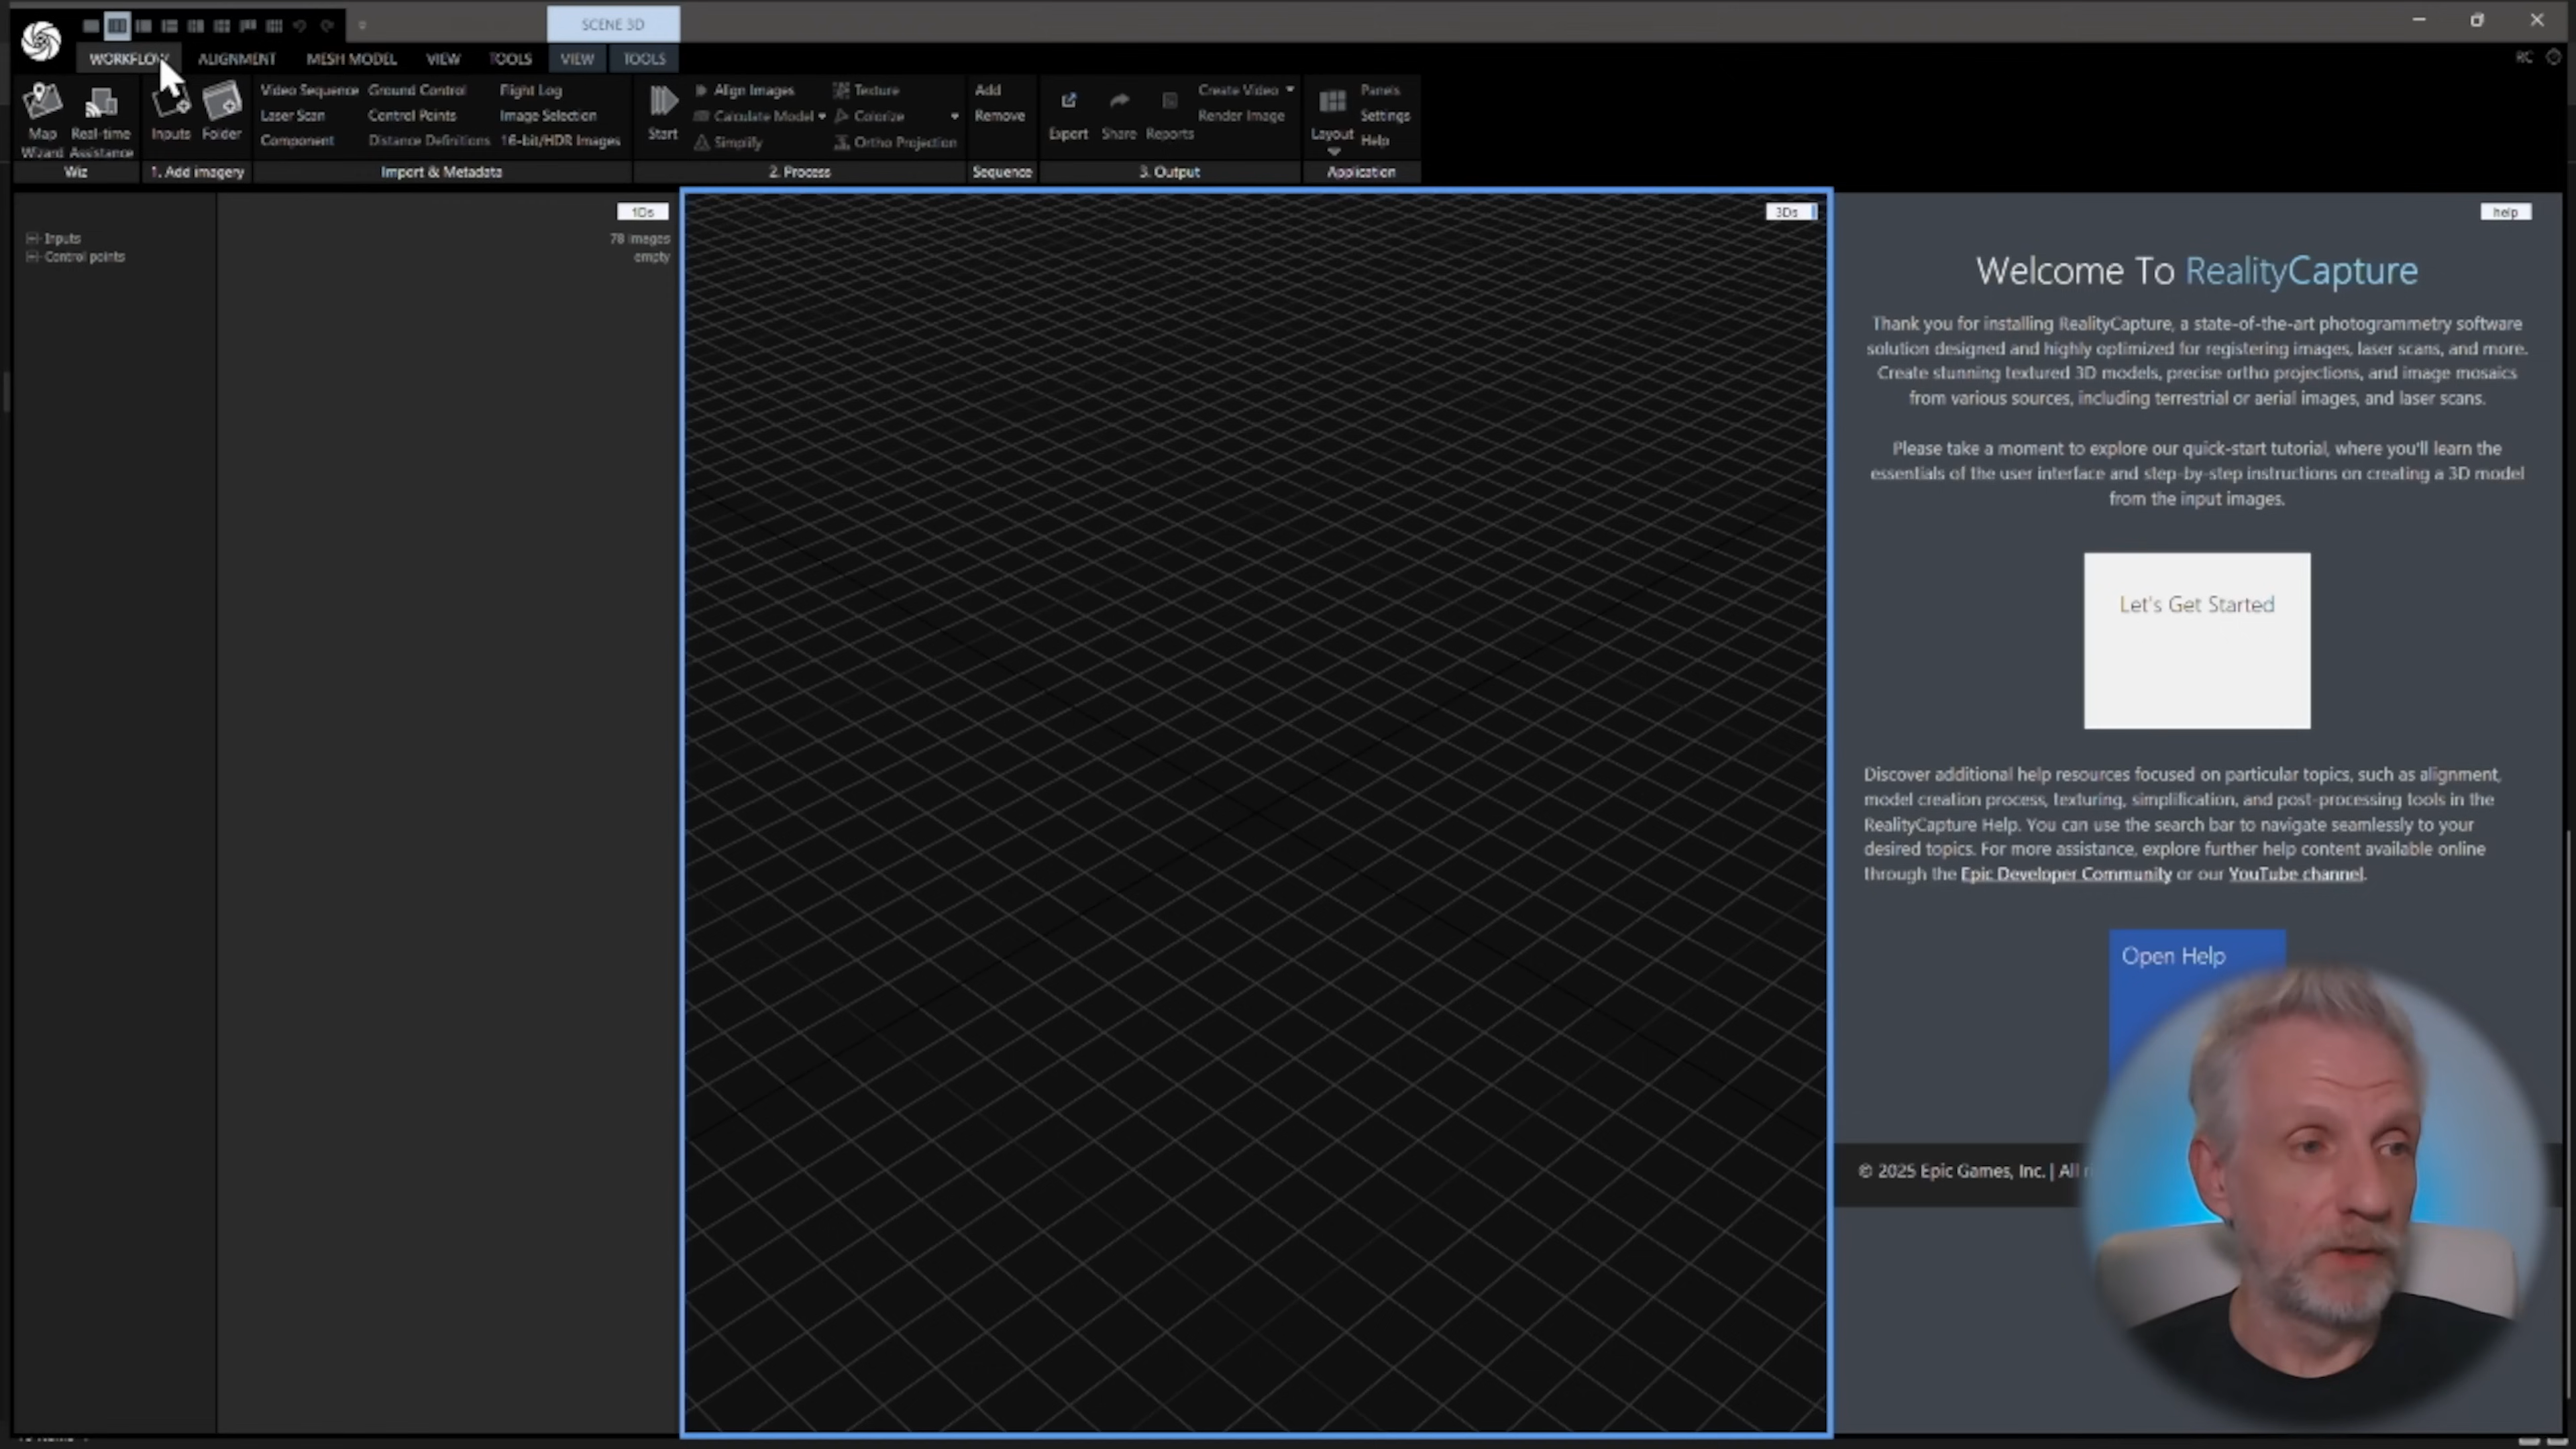 SCENE 3D
WORKFLOW ALIGNMENT MESH MODEL VIEW TOOLS VIEW TOOLS
RC
Map Wizard
Real-time Assistance
Wiz
Inputs
Folder
1. Add imagery
Video Sequence Ground Control Flight Log
Laser Scan Control Points Image Selection
Component Distance Definitions 16-bit/HDR Images
Import & Metadata
Start
Align Images Texture
Calculate Model Colorize
Simplify Ortho Projection
2. Process
Add
Remove
Sequence
Export Share Reports
Create Video
Render Image
3. Output
Layout
Panels
Settings
Help
Application
1Ds
Inputs 78 images
Control points empty
3Ds
help
Welcome To RealityCapture
Thank you for installing RealityCapture, a state-of-the-art photogrammetry software
solution designed and highly optimized for registering images, laser scans, and more.
Create stunning textured 3D models, precise ortho projections, and image mosaics
from various sources, including terrestrial or aerial images, and laser scans.
Please take a moment to explore our quick-start tutorial, where you'll learn the
essentials of the user interface and step-by-step instructions on creating a 3D model
from the input images.
Let's Get Started
Discover additional help resources focused on particular topics, such as alignment,
model creation process, texturing, simplification, and post-processing tools in the
RealityCapture Help. You can use the search bar to navigate seamlessly to your
desired topics. For more assistance, explore further help content available online
through the Epic Developer Community or our YouTube channel.
Open Help
© 2025 Epic Games, Inc. | All